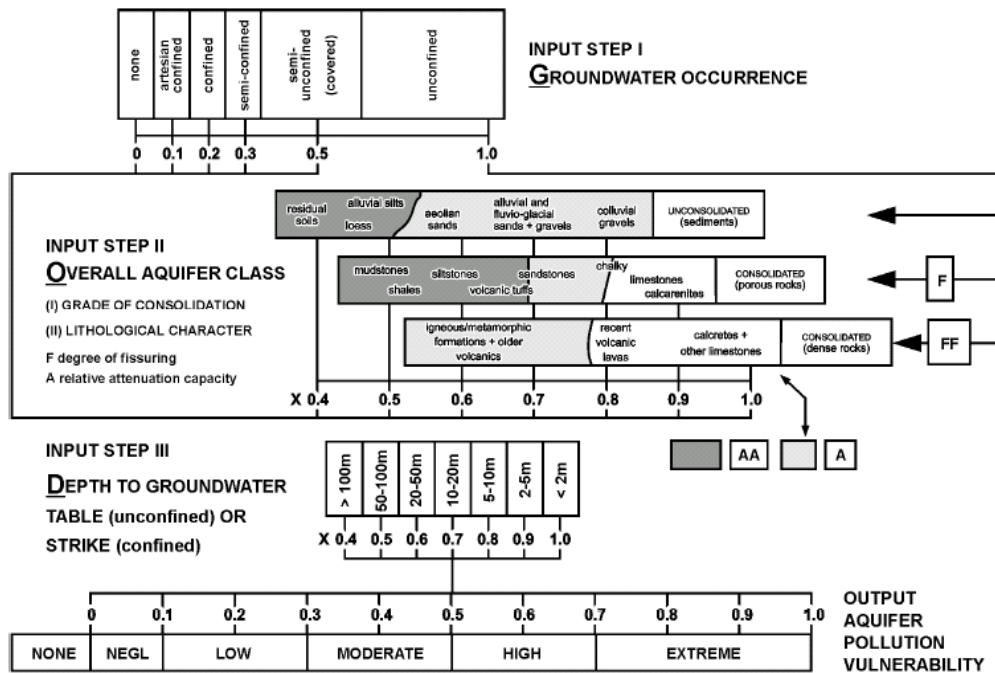 none
artesian
confined
confined
semi-confined
semi-
unconfined
(covered)
unconfined
INPUT STEP I
GROUNDWATER OCCURRENCE
0 0.1 0.2 0.3 0.5 1.0
INPUT STEP II
OVERALL AQUIFER CLASS
(I) GRADE OF CONSOLIDATION
(II) LITHOLOGICAL CHARACTER
F degree of fissuring
A relative attenuation capacity
residual
soils
alluvial silts
loess
aeolian
sands
alluvial and
fluvio-glacial
sands + gravels
colluvial
gravels
UNCONSOLIDATED
(sediments)
mudstones
shales
siltstones
volcanic tuffs
sandstones
chalky
limestones
calcarenites
CONSOLIDATED
(porous rocks)
F
igneous/metamorphic
formations + older
volcanics
recent
volcanic
lavas
calcretes +
other limestones
CONSOLIDATED
(dense rocks)
FF
X 0.4 0.5 0.6 0.7 0.8 0.9 1.0
AA A
INPUT STEP III
DEPTH TO GROUNDWATER
TABLE (unconfined) OR
STRIKE (confined)
> 100m
50-100m
20-50m
10-20m
5-10m
2-5m
< 2m
X 0.4 0.5 0.6 0.7 0.8 0.9 1.0
0 0.1 0.2 0.3 0.4 0.5 0.6 0.7 0.8 0.9 1.0
NONE NEGL LOW MODERATE HIGH EXTREME
OUTPUT
AQUIFER
POLLUTION
VULNERABILITY